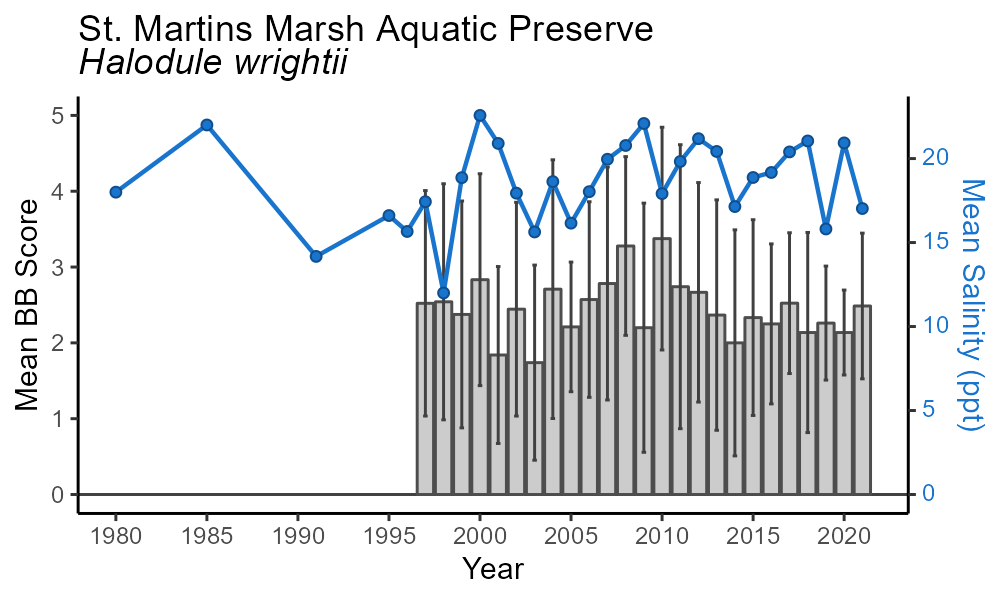 St. Martins Marsh Aquatic Preserve
Halodule wrightii
5
4
3
2
1
0
Mean BB Score
20
15
10
5
0
Mean Salinity (ppt)
1980 1985 1990 1995 2000 2005 2010 2015 2020
Year